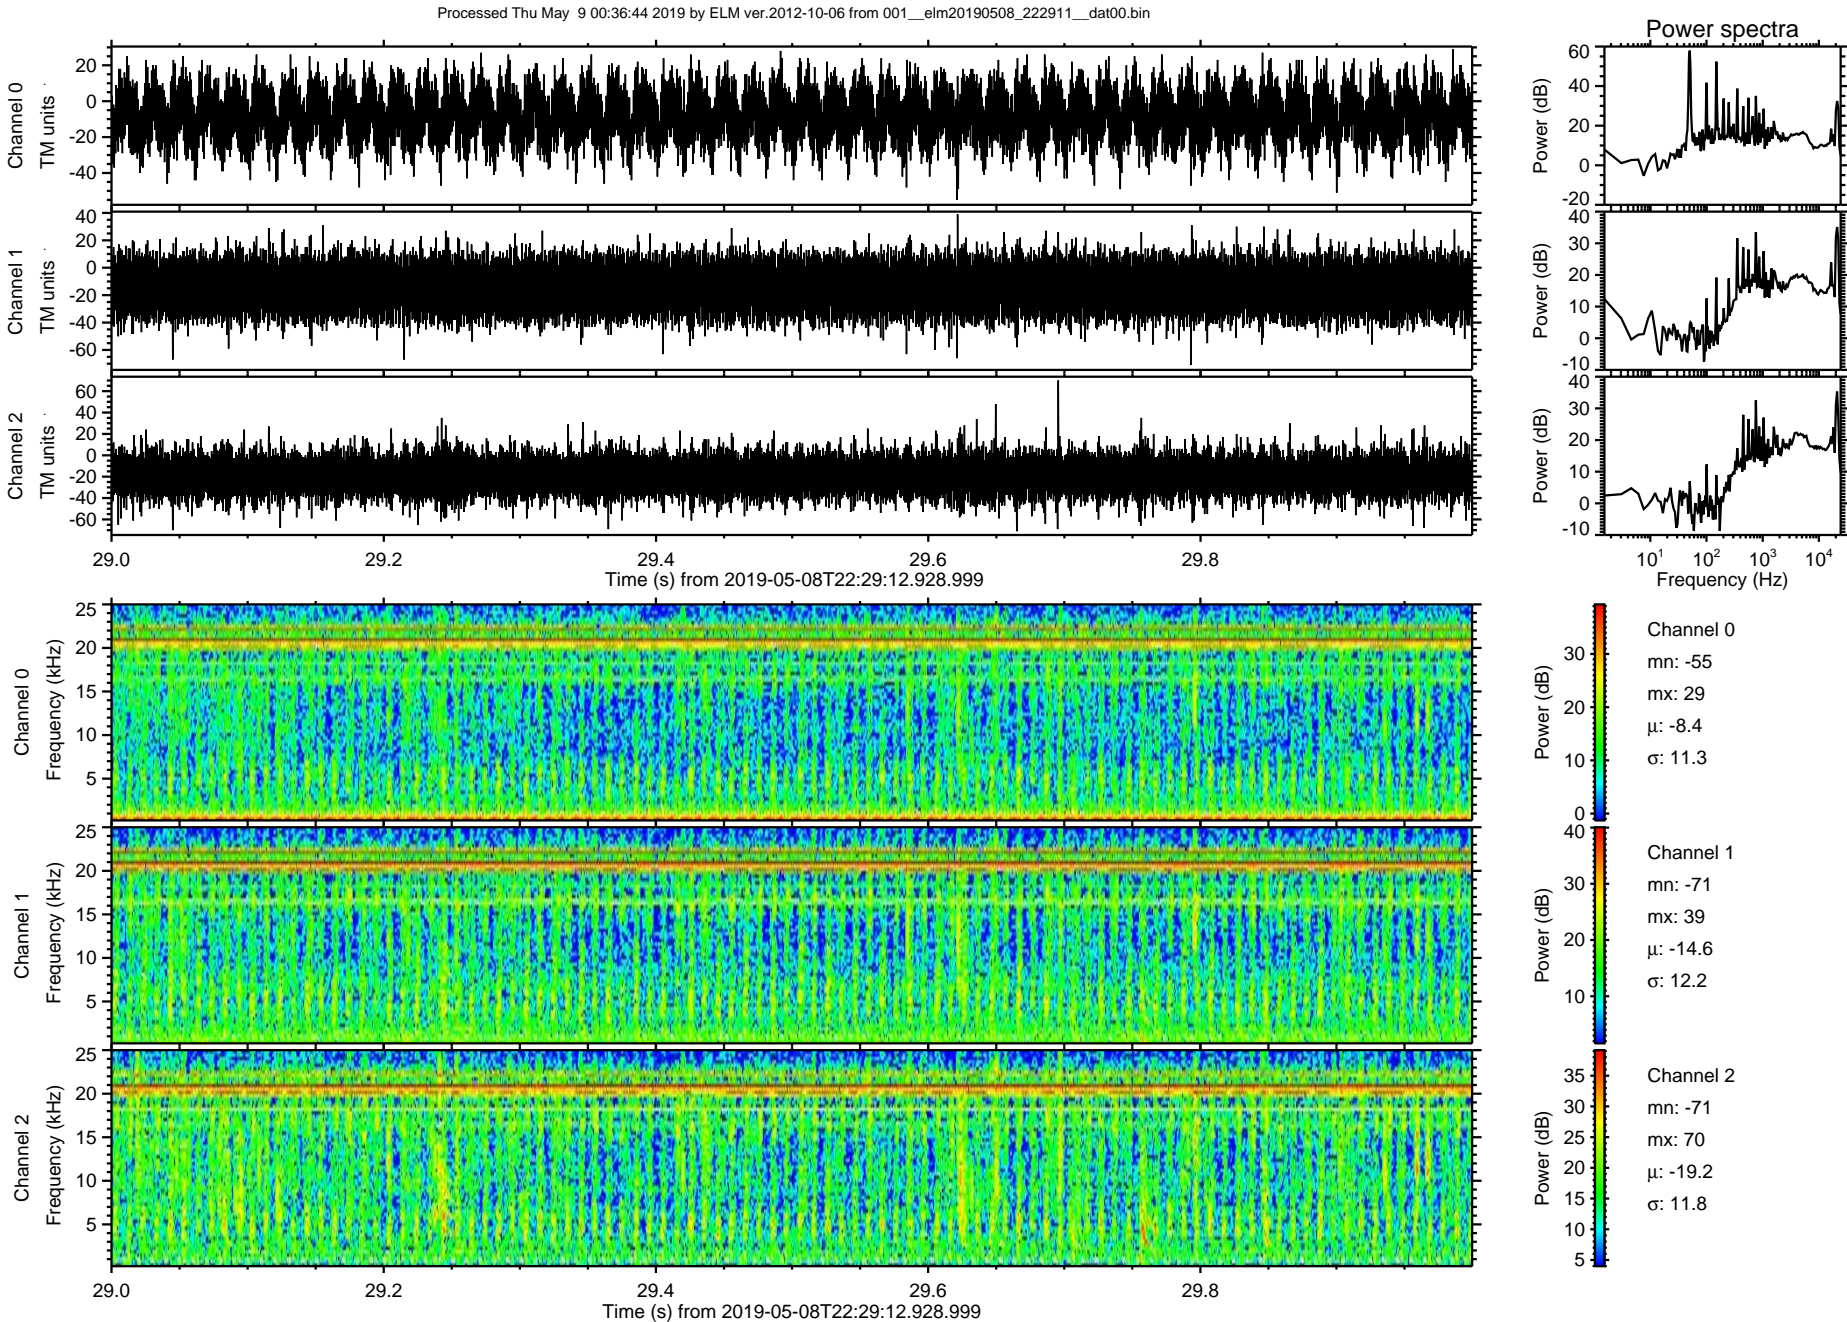 Processed Thu May  9 00:36:44 2019 by ELM ver.2012-10-06 from 001__elm20190508_222911__dat00.bin
Power spectra
Channel 0
TM units
20
0
-20
-40
Power (dB)
60
40
20
0
-20
Channel 1
TM units
40
20
0
-20
-40
-60
Power (dB)
40
30
20
10
0
-10
Channel 2
TM units
60
40
20
0
-20
-40
-60
Power (dB)
40
30
20
10
0
-10
29.0
29.2
29.4
29.6
29.8
Time (s) from 2019-05-08T22:29:12.928.999
10¹
10²
10³
10⁴
Frequency (Hz)
Channel 0
Frequency (kHz)
25
20
15
10
5
Power (dB)
30
20
10
0
Channel 0
mn: -55
mx: 29
μ: -8.4
σ: 11.3
Channel 1
Frequency (kHz)
25
20
15
10
5
Power (dB)
40
30
20
10
Channel 1
mn: -71
mx: 39
μ: -14.6
σ: 12.2
Channel 2
Frequency (kHz)
25
20
15
10
5
Power (dB)
35
30
25
20
15
10
5
Channel 2
mn: -71
mx: 70
μ: -19.2
σ: 11.8
29.0
29.2
29.4
29.6
29.8
Time (s) from 2019-05-08T22:29:12.928.999